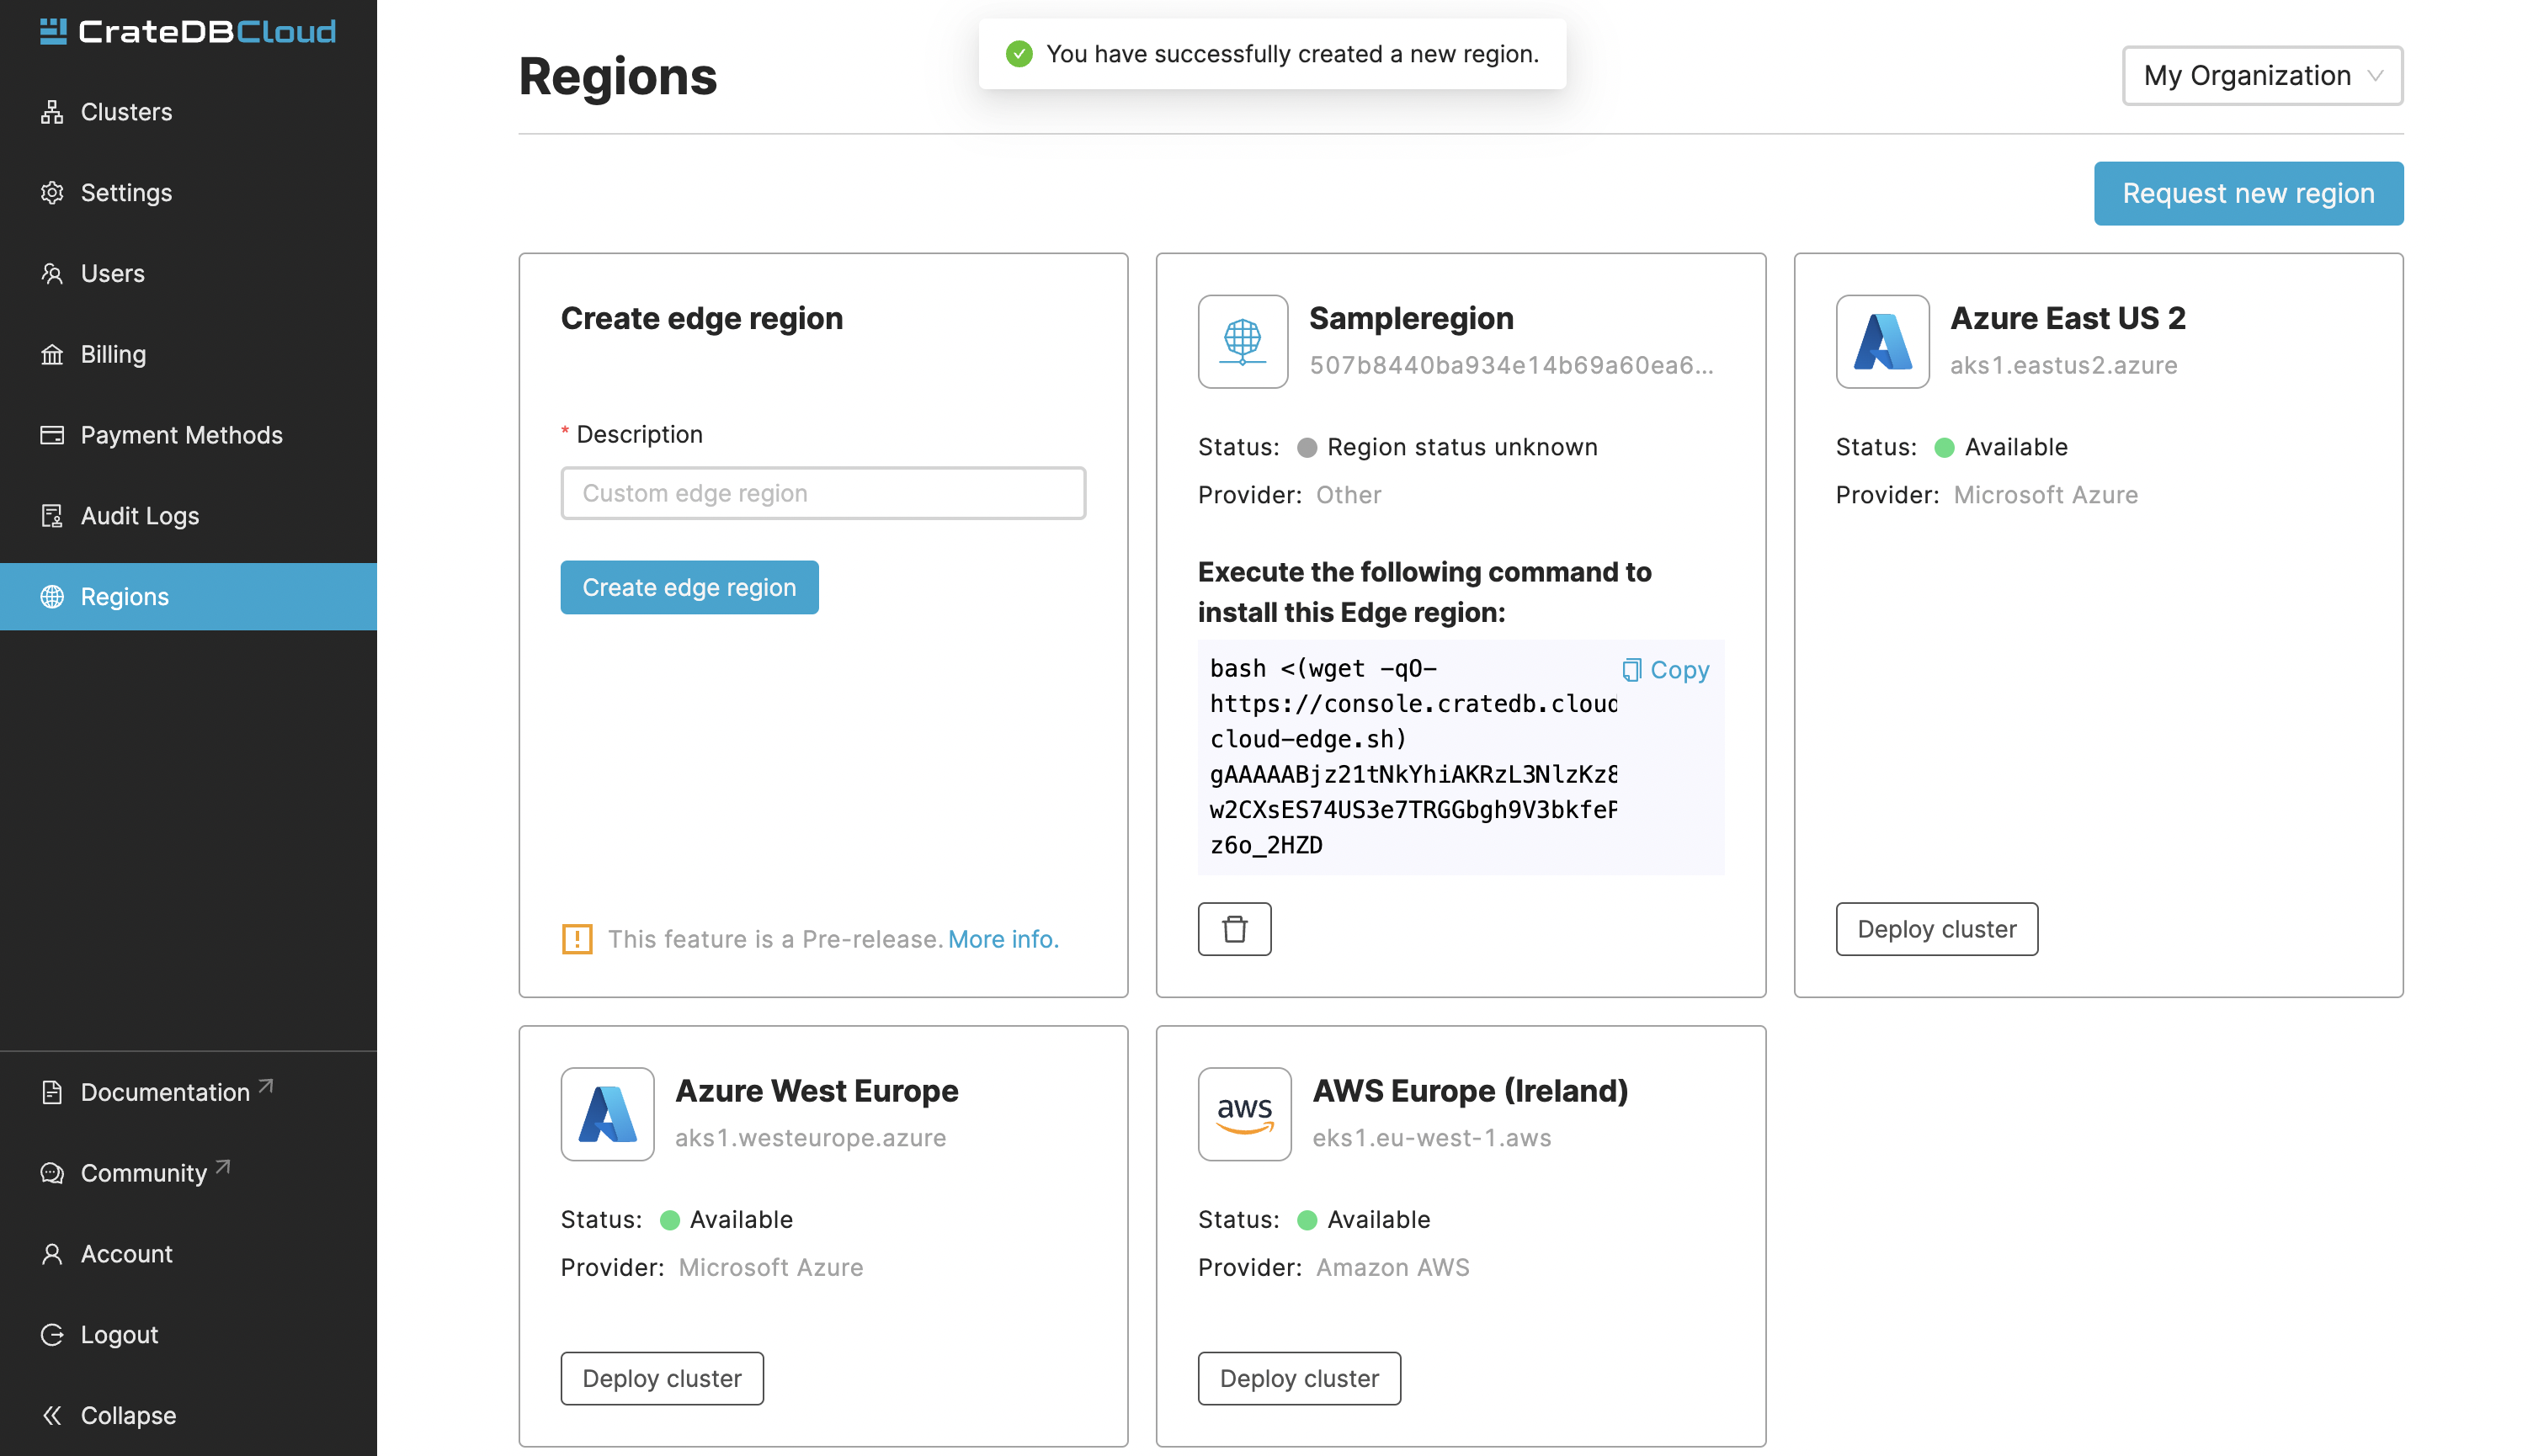 CrateDBCloud
Clusters
Settings
Users
Billing
Payment Methods
Audit Logs
Regions
Documentation
Community
Account
Logout
Collapse
Regions
You have successfully created a new region.
My Organization
Request new region
Create edge region
* Description
Custom edge region
Create edge region
This feature is a Pre-release. More info.
Sampleregion
507b8440ba934e14b69a60ea6...
Status: Region status unknown
Provider: Other
Execute the following command to
install this Edge region:
Copy
bash <(wget -qO-
https://console.cratedb.cloud
cloud-edge.sh)
gAAAAABjz21tNkYhiAKRzL3NlzKz8
w2CXsES74US3e7TRGGbgh9V3bkfeF
z6o_2HZD
Azure East US 2
aks1.eastus2.azure
Status: Available
Provider: Microsoft Azure
Deploy cluster
Azure West Europe
aks1.westeurope.azure
Status: Available
Provider: Microsoft Azure
Deploy cluster
aws
AWS Europe (Ireland)
eks1.eu-west-1.aws
Status: Available
Provider: Amazon AWS
Deploy cluster